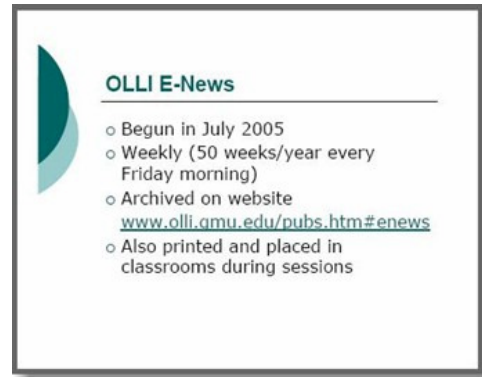 OLLI E-News
○ Begun in July 2005
○ Weekly (50 weeks/year every
Friday morning)
○ Archived on website
www.olli.gmu.edu/pubs.htm#enews
○ Also printed and placed in
classrooms during sessions